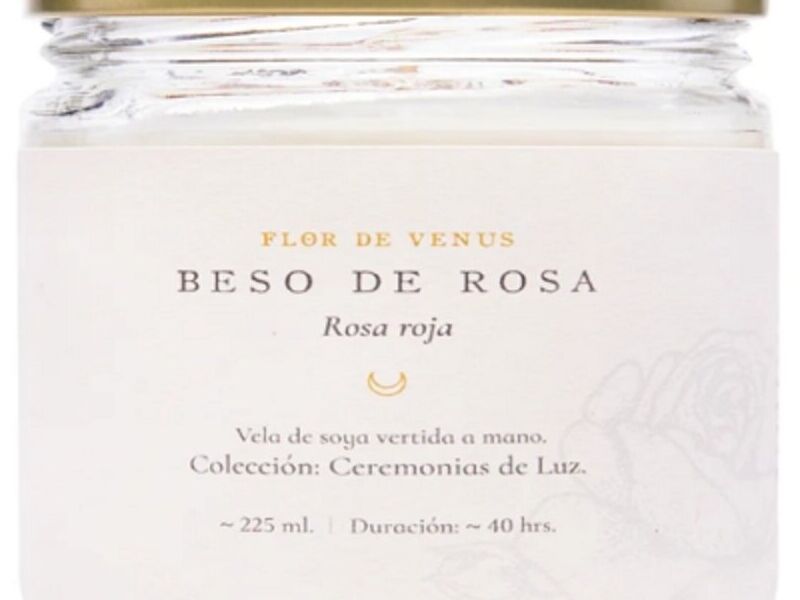 FLOR DE VENUS
BESO DE ROSA
Rosa roja
Vela de soya vertida a mano.
Colección: Ceremonias de Luz.
~ 225 ml. | Duración: ~ 40 hrs.